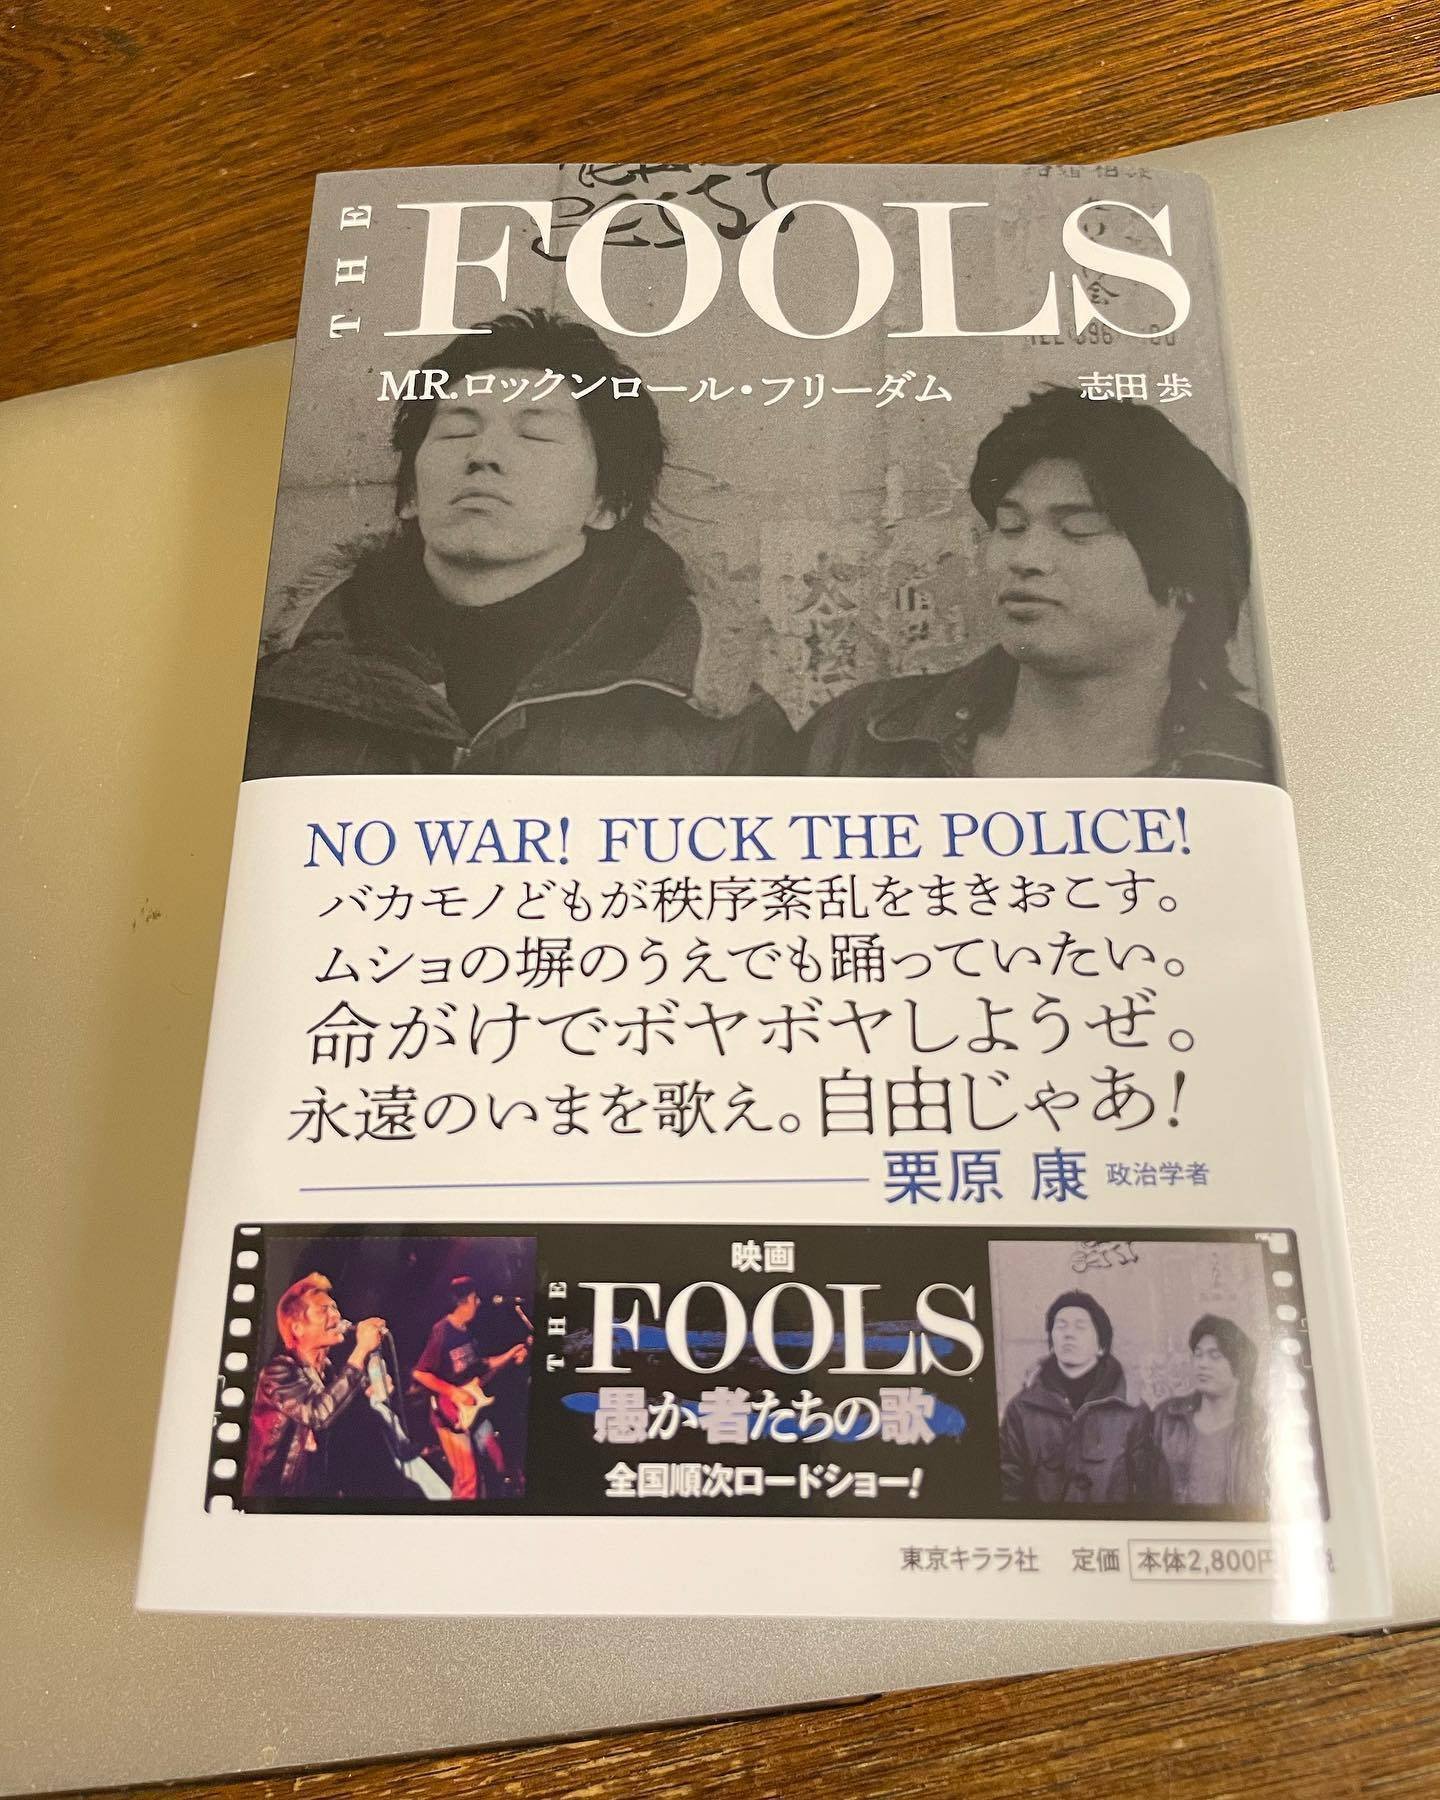 THE FOOLS
MR.ロックンロール・フリーダム
志田 歩
NO WAR! FUCK THE POLICE!
バカモノどもが秩序紊乱をまきおこす。
ムショの塀のうえでも踊っていたい。
命がけでボヤボヤしようぜ。
永遠のいまを歌え。自由じゃあ!
栗原 康 政治学者
映画
THE FOOLS
愚か者たちの歌
全国順次ロードショー!
東京キララ社 定価 本体2,800円